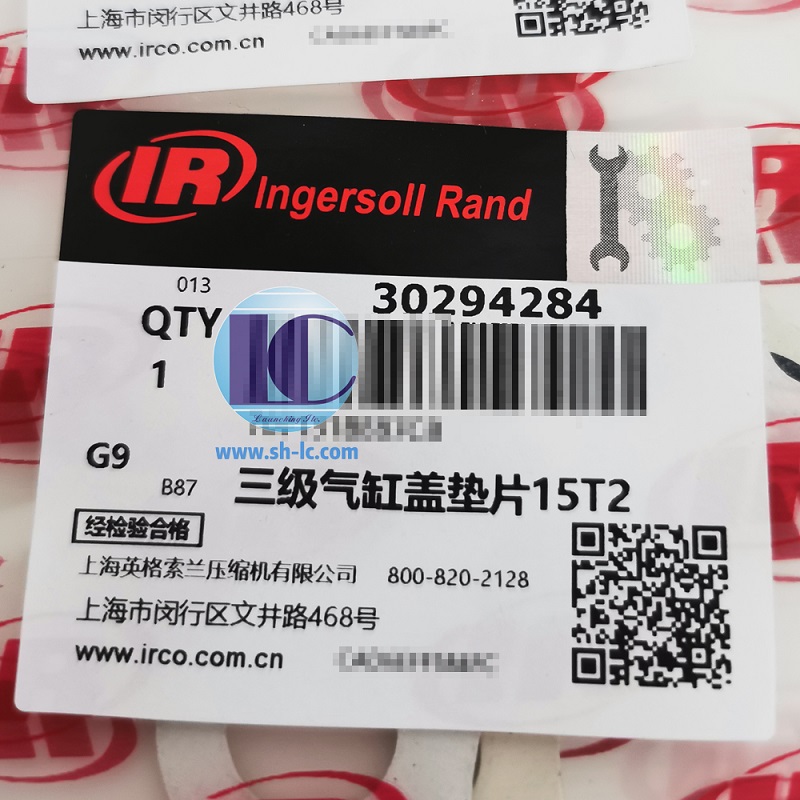 上海市闵行区文井路468号
www.irco.com.cn
IR Ingersoll Rand
013
30294284
QTY
1
LC
Launching Inc.
www.sh-lc.com
G9
B87
三级气缸盖垫片15T2
经检验合格
上海英格索兰压缩机有限公司 800-820-2128
上海市闵行区文井路468号
www.irco.com.cn